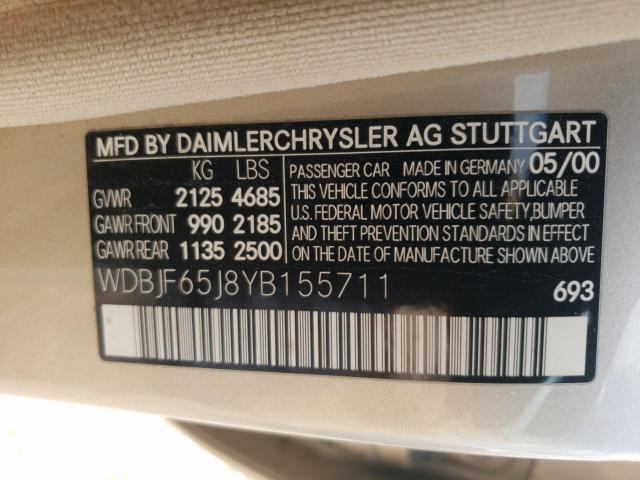 MFD BY DAIMLERCHRYSLER AG STUTTGART
KG LBS
GVWR 2125 4685
GAWR FRONT 990 2185
GAWR REAR 1135 2500
PASSENGER CAR MADE IN GERMANY 05/00
THIS VEHICLE CONFORMS TO ALL APPLICABLE
U.S. FEDERAL MOTOR VEHICLE SAFETY,BUMPER
AND THEFT PREVENTION STANDARDS IN EFFECT
ON THE DATE OF MANUFACTURE SHOWN ABOVE
WDBJF65J8YB155711
693